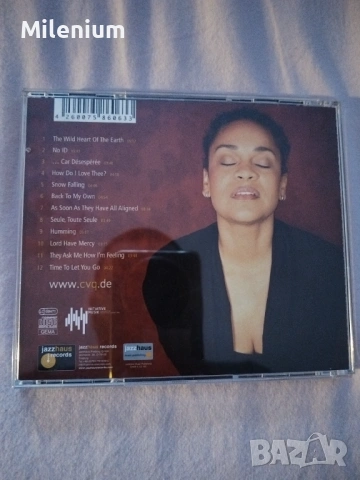 Milenium
4 260075 860633
1 The Wild Heart Of the Earth
2 No ID
3 .... Car Désespérée
4 How Do I Love Thee?
5 Snow Falling
6 Back To My Own
7 As Soon As They Have All Aligned
8 Seule, Toute Seule
9 Humming
10 Lord Have Mercy
11 They Ask Me How I'm Feeling
12 Time To Let You Go
www.cvq.de
jazzhaus
records
jazzhaus records
jazzhaus
BAZAR